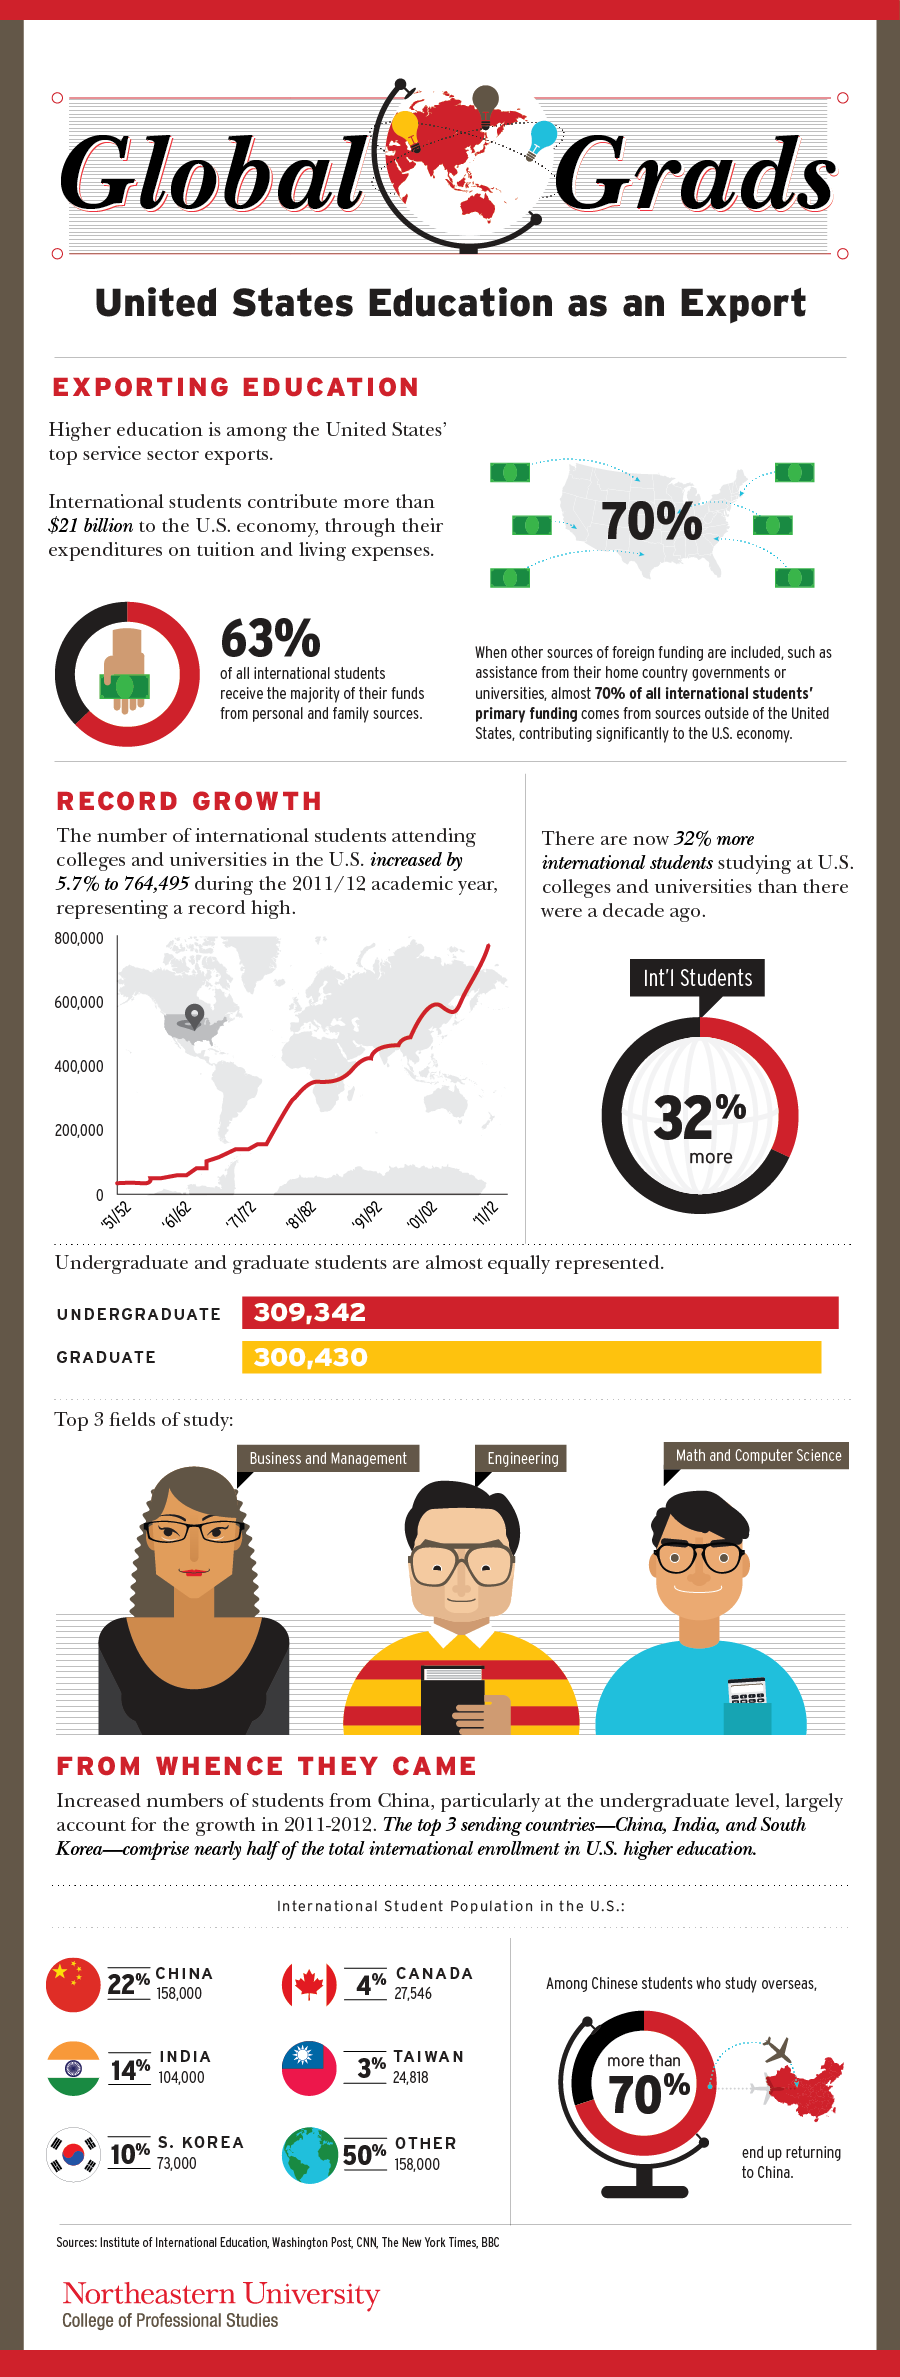 Global Grads
United States Education as an Export
EXPORTING EDUCATION
Higher education is among the United States'
top service sector exports.
International students contribute more than
$21 billion to the U.S. economy, through their
expenditures on tuition and living expenses.
63%
of all international students
receive the majority of their funds
from personal and family sources.
70%
When other sources of foreign funding are included, such as
assistance from their home country governments or
universities, almost 70% of all international students'
primary funding comes from sources outside of the United
States, contributing significantly to the U.S. economy.
RECORD GROWTH
The number of international students attending
colleges and universities in the U.S. increased by
5.7% to 764,495 during the 2011/12 academic year,
representing a record high.
800,000
600,000
400,000
200,000
0
'51/52
'61/62
'71/72
'81/82
'91/92
'01/02
'11/12
There are now 32% more
international students studying at U.S.
colleges and universities than there
were a decade ago.
Int'l Students
32%
more
Undergraduate and graduate students are almost equally represented.
UNDERGRADUATE 309,342
GRADUATE 300,430
Top 3 fields of study:
Business and Management
Engineering
Math and Computer Science
FROM WHENCE THEY CAME
Increased numbers of students from China, particularly at the undergraduate level, largely
account for the growth in 2011-2012. The top 3 sending countries—China, India, and South
Korea—comprise nearly half of the total international enrollment in U.S. higher education.
International Student Population in the U.S.:
22% CHINA
158,000
14% INDIA
104,000
10% S. KOREA
73,000
4% CANADA
27,546
3% TAIWAN
24,818
50% OTHER
158,000
Among Chinese students who study overseas,
more than
70%
end up returning
to China.
Sources: Institute of International Education, Washington Post, CNN, The New York Times, BBC
Northeastern University
College of Professional Studies